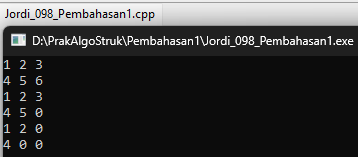 Jordi_098_Pembahasan1.cpp
D:\PrakAlgoStruk\Pembahasan1\Jordi_098_Pembahasan1.exe
1 2 3
4 5 6
1 2 3
4 5 0
1 2 0
4 0 0